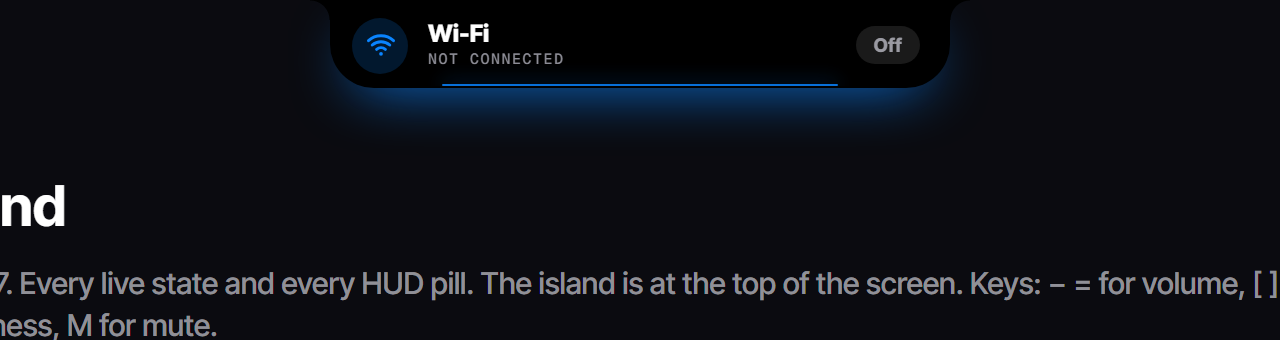 Wi-Fi
NOT CONNECTED
Off
nd
7. Every live state and every HUD pill. The island is at the top of the screen. Keys: – = for volume, [ ]
ness, M for mute.